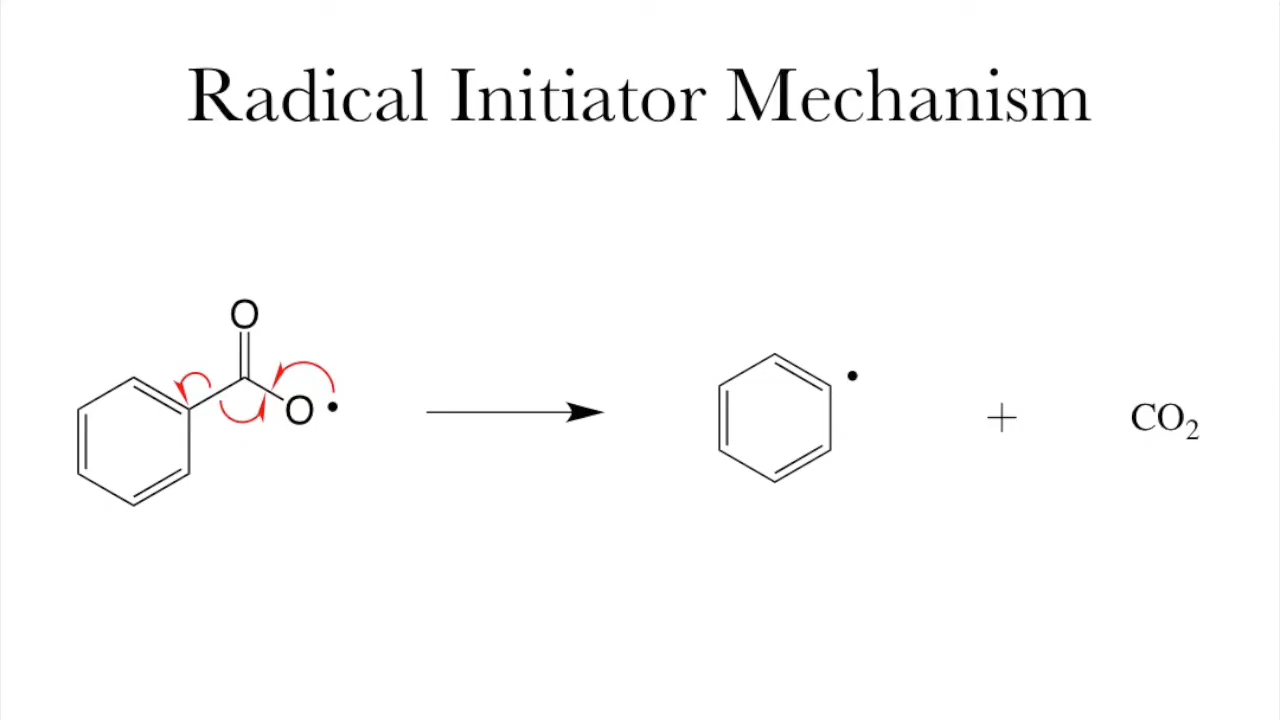 Radical Initiator Mechanism
O
O •
•
+
CO₂